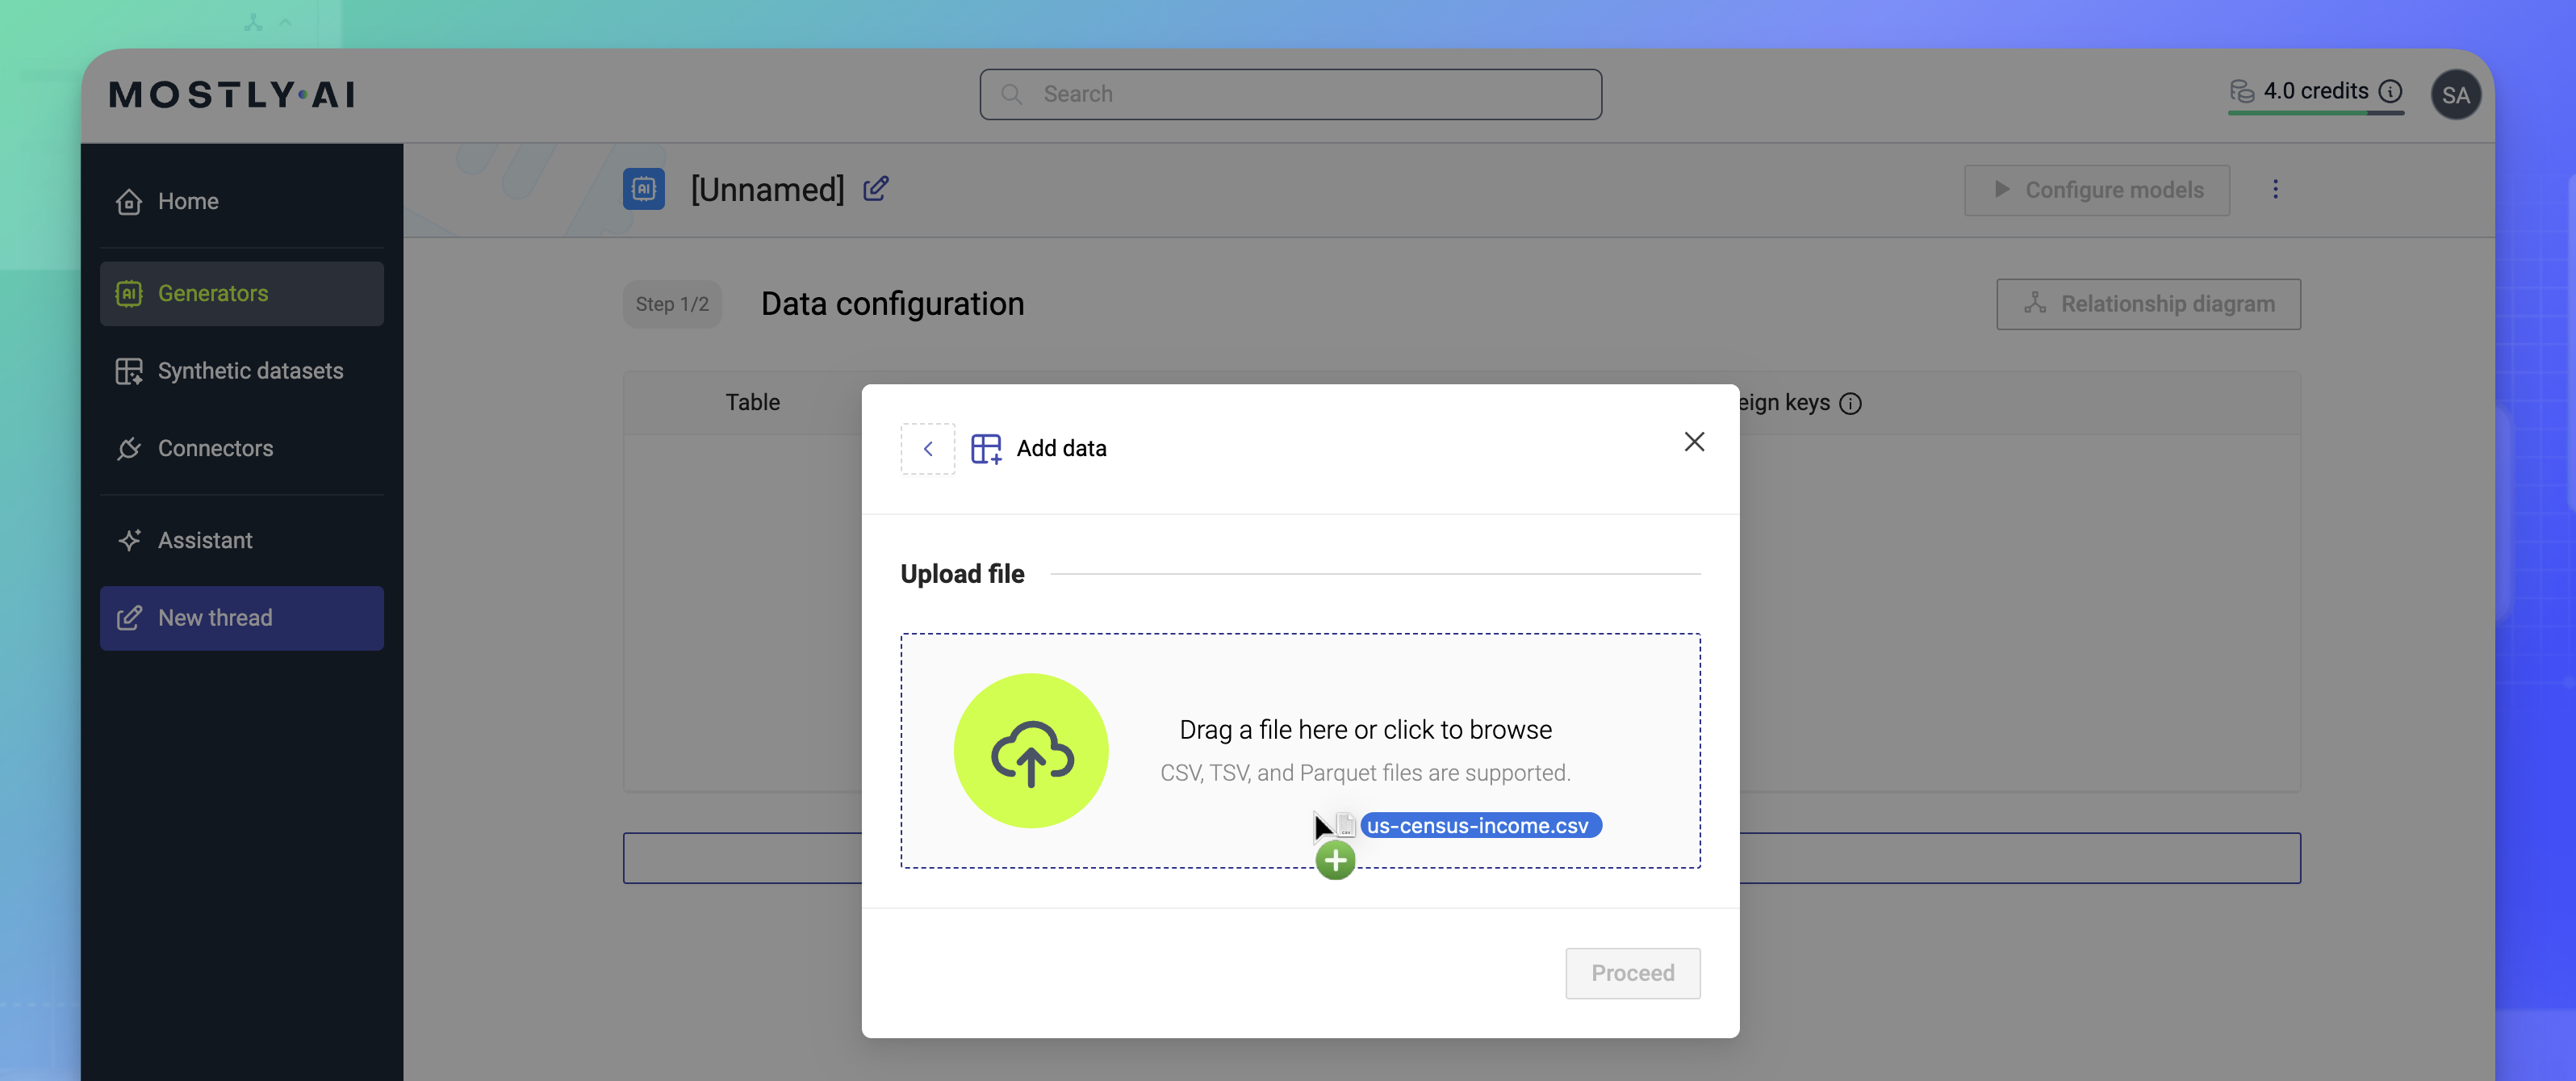 MOSTLY·AI
Search
4.0 credits
SA
Home
[Unnamed]
Configure models
Generators
Step 1/2
Data configuration
Relationship diagram
Synthetic datasets
Table
eign keys
Connectors
Add data
Assistant
Upload file
New thread
Drag a file here or click to browse
CSV, TSV, and Parquet files are supported.
us-census-income.csv
Proceed